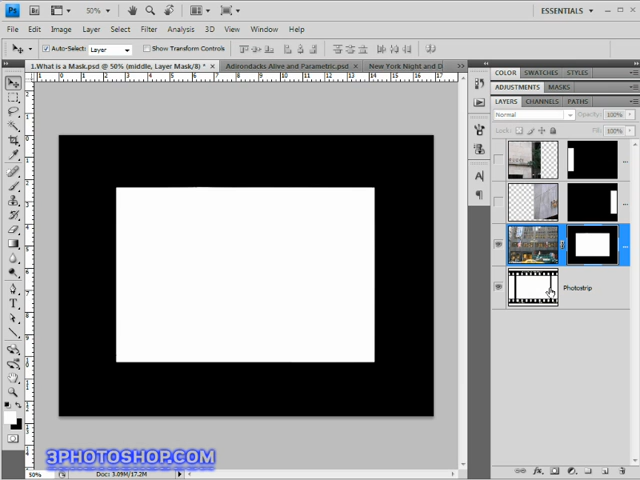 Ps Br 50% ESSENTIALS
File Edit Image Layer Select Filter Analysis 3D View Window Help
Auto-Select: Layer Show Transform Controls
1.What is a Mask.psd @ 50% (middle, Layer Mask/8) * × Adirondacks Alive and Parametric.psd × New York Night and D
COLOR SWATCHES STYLES
ADJUSTMENTS MASKS
LAYERS CHANNELS PATHS
Normal Opacity: 100%
Lock: Fill: 100%
Photostrip
3PHOTOSHOP.COM
50% Doc: 3.09M/17.2M